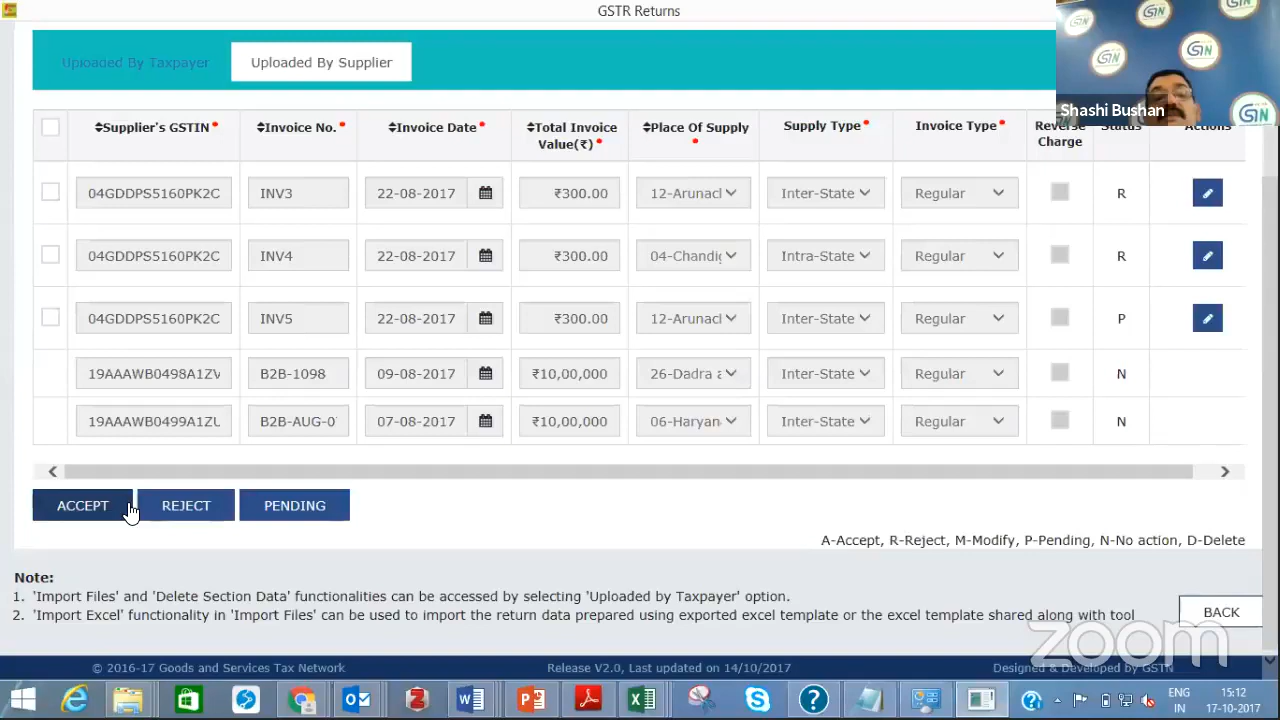 GSTR Returns
Uploaded By Taxpayer Uploaded By Supplier
Shashi Bushan
Supplier's GSTIN* Invoice No.* Invoice Date* Total Invoice Value(₹)* Place Of Supply* Supply Type* Invoice Type* Reverse Charge Status Actions
04GDDPS5160PK2C INV3 22-08-2017 ₹300.00 12-Arunacl Inter-State Regular R
04GDDPS5160PK2C INV4 22-08-2017 ₹300.00 04-Chandig Intra-State Regular R
04GDDPS5160PK2C INV5 22-08-2017 ₹300.00 12-Arunacl Inter-State Regular P
19AAAWB0498A1ZV B2B-1098 09-08-2017 ₹10,00,000 26-Dadra a Inter-State Regular N
19AAAWB0499A1ZU B2B-AUG-0 07-08-2017 ₹10,00,000 06-Haryan Inter-State Regular N
ACCEPT REJECT PENDING
A-Accept, R-Reject, M-Modify, P-Pending, N-No action, D-Delete
Note:
1. 'Import Files' and 'Delete Section Data' functionalities can be accessed by selecting 'Uploaded by Taxpayer' option.
2. 'Import Excel' functionality in 'Import Files' can be used to import the return data prepared using exported excel template or the excel template shared along with tool
BACK
zoom
© 2016-17 Goods and Services Tax Network Release V2.0, Last updated on 14/10/2017 Designed & Developed by GSTN
ENG 15:12
IN 17-10-2017